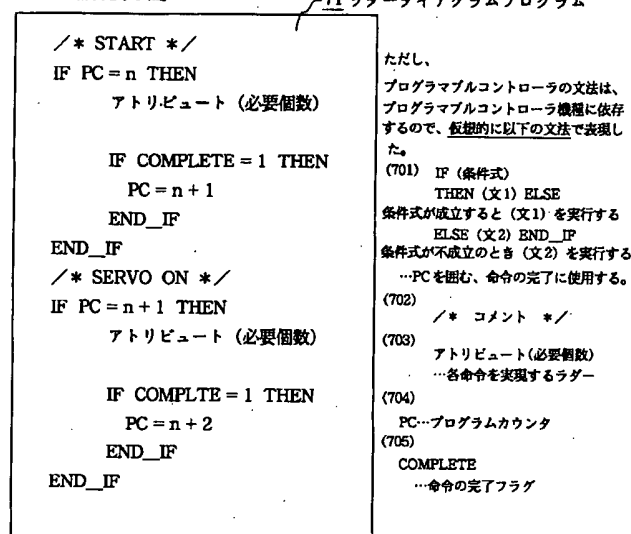 71 ラダーダイアグラムプログラム
/* START */
IF PC = n THEN
アトリビュート (必要個数)
IF COMPLETE = 1 THEN
PC = n + 1
END__IF
END__IF
/* SERVO ON */
IF PC = n + 1 THEN
アトリビュート (必要個数)
IF COMPLTE = 1 THEN
PC = n + 2
END__IF
END__IF
ただし、
プログラマブルコントローラの文法は、
プログラマブルコントローラ機種に依存
するので、仮想的に以下の文法で表現し
た。
(701) IF (条件式)
THEN (文1) ELSE
条件式が成立すると (文1) を実行する
ELSE (文2) END__IF
条件式が不成立のとき (文2) を実行する
…PCを囲む、命令の完了に使用する。
(702)
/* コメント */
(703)
アトリビュート(必要個数)
…各命令を実現するラダー
(704)
PC…プログラムカウンタ
(705)
COMPLETE
…命令の完了フラグ